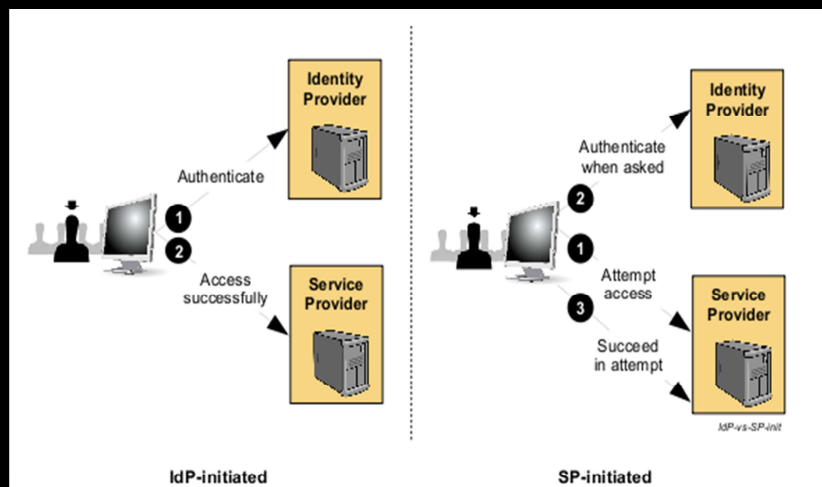 Identity
Provider
Authenticate
1
2
Access
successfully
Service
Provider
IdP-initiated
Identity
Provider
Authenticate
when asked
2
1
Attempt
access
3
Service
Provider
Succeed
in attempt
IdP-vs-SP-init
SP-initiated